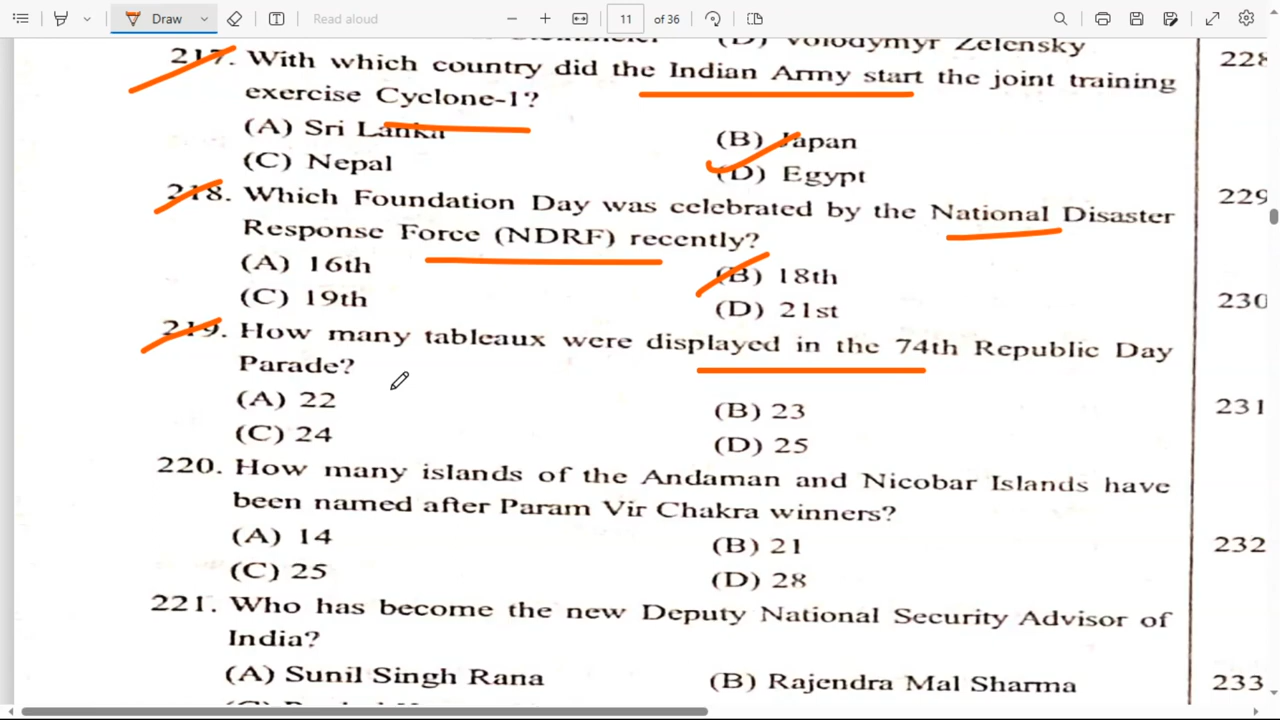 Draw
Read aloud
11 of 36
(D) Volodymyr Zelensky
217. With which country did the Indian Army start the joint training
exercise Cyclone-1?
(A) Sri Lanka
(B) Japan
(C) Nepal
(D) Egypt
218. Which Foundation Day was celebrated by the National Disaster
Response Force (NDRF) recently?
(A) 16th
(B) 18th
(C) 19th
(D) 21st
219. How many tableaux were displayed in the 74th Republic Day
Parade?
(A) 22
(B) 23
(C) 24
(D) 25
220. How many islands of the Andaman and Nicobar Islands have
been named after Param Vir Chakra winners?
(A) 14
(B) 21
(C) 25
(D) 28
221. Who has become the new Deputy National Security Advisor of
India?
(A) Sunil Singh Rana
(B) Rajendra Mal Sharma
228
229
230
231
232
233